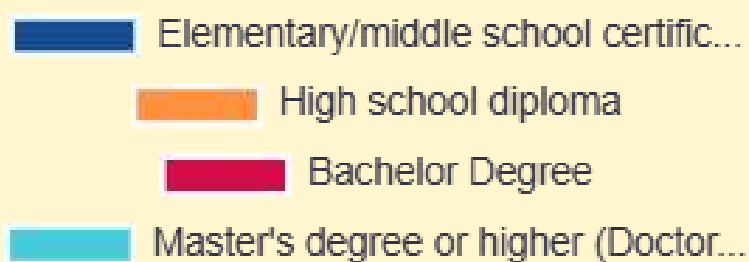 Elementary/middle school certific...
High school diploma
Bachelor Degree
Master's degree or higher (Doctor...